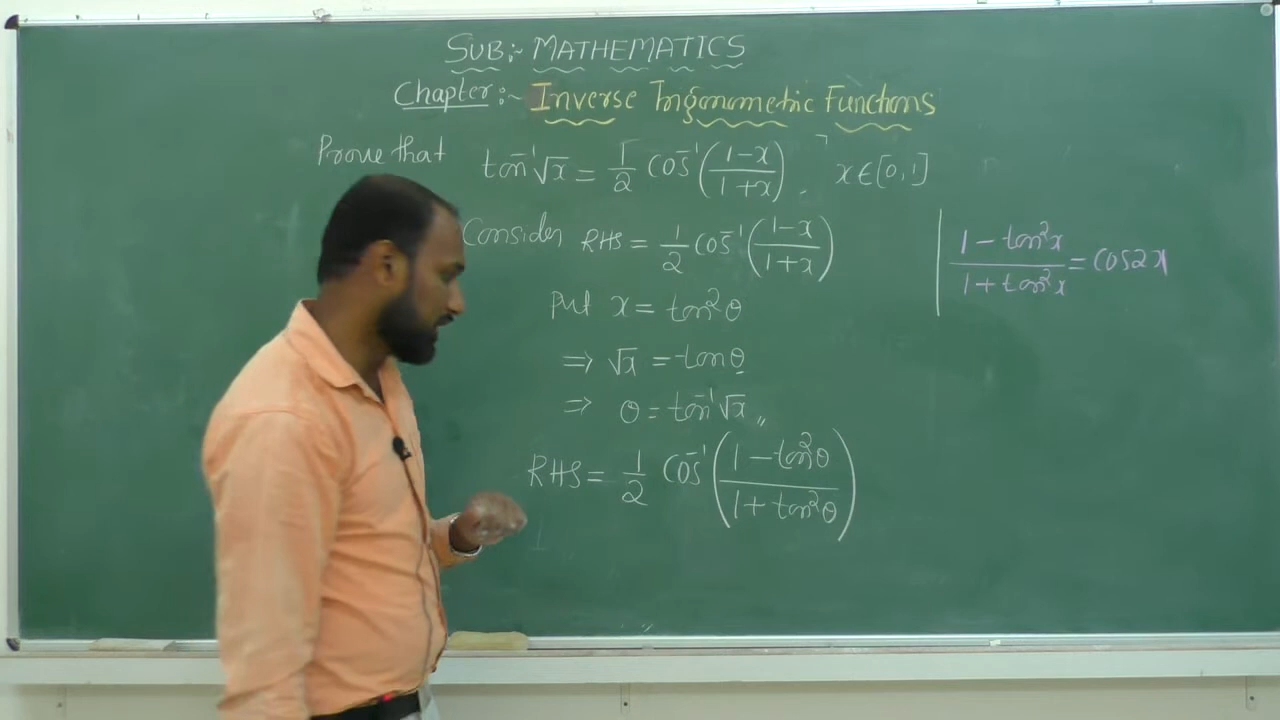 SUB:- MATHEMATICS
Chapter:- Inverse Trigonometric Functions
Prove that tan⁻¹√x = 1/2 cos⁻¹((1-x)/(1+x)), x∈[0,1]
Consider RHS = 1/2 cos⁻¹((1-x)/(1+x))
(1 - tan²x)/(1 + tan²x) = cos2x
Put x = tan²θ
⇒ √x = tanθ
⇒ θ = tan⁻¹√x
RHS = 1/2 cos⁻¹((1 - tan²θ)/(1 + tan²θ))